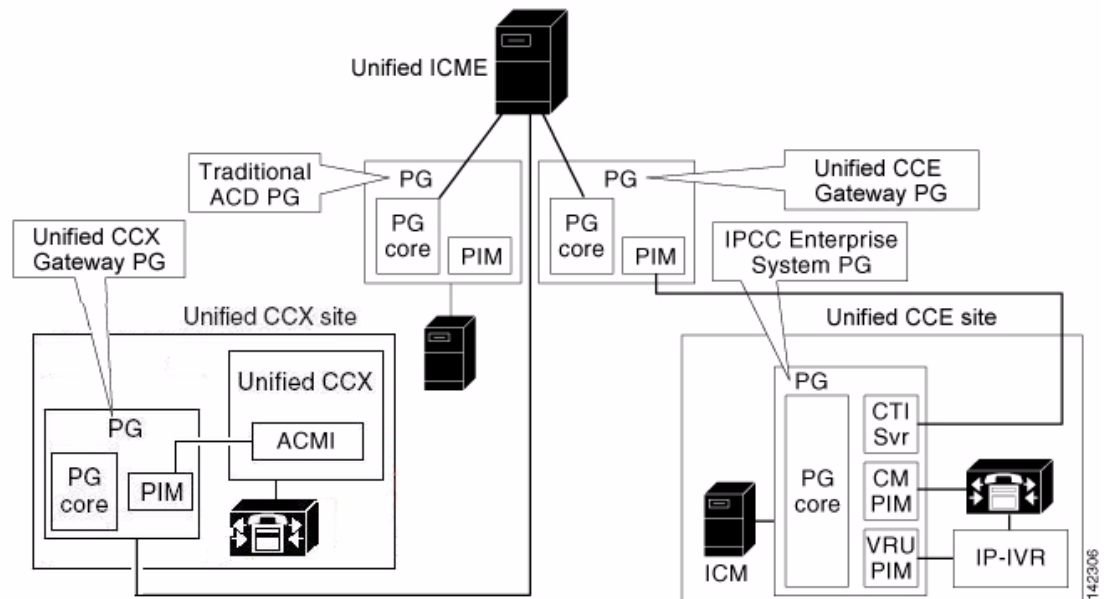 Unified ICME
Traditional
ACD PG
PG
PG
core
PIM
PG
PG
core
PIM
Unified CCE
Gateway PG
Unified CCX
Gateway PG
IPCC Enterprise
System PG
Unified CCX site
Unified CCX
ACMI
PG
PG
core
PIM
Unified CCE site
PG
PG
core
CTI
Svr
CM
PIM
VRU
PIM
ICM
IP-IVR
142306